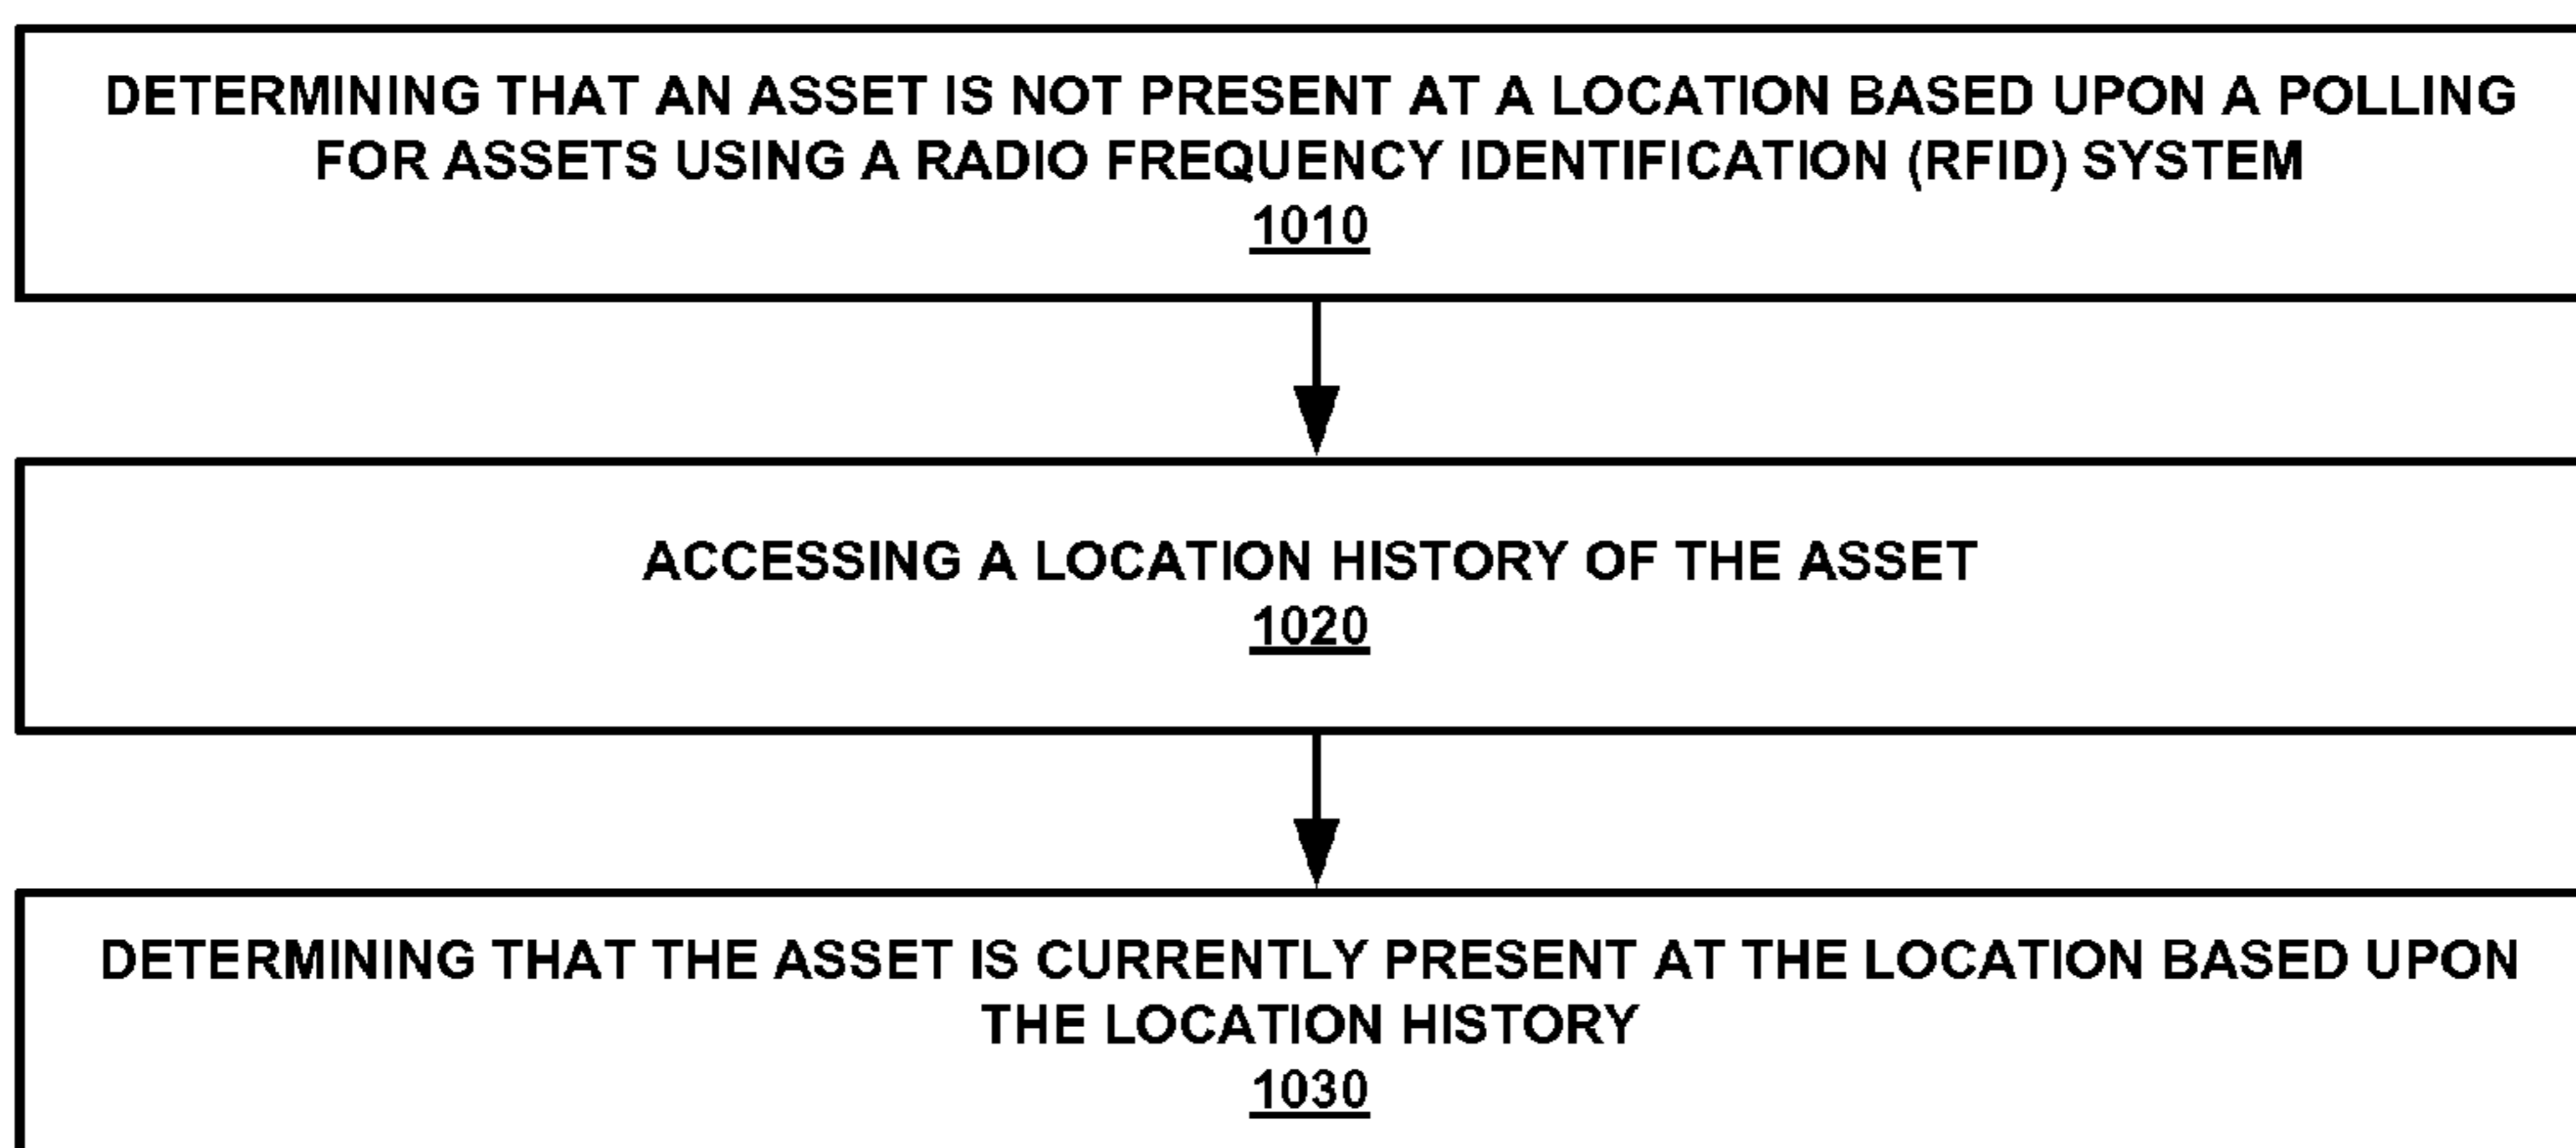 DETERMINING THAT AN ASSET IS NOT PRESENT AT A LOCATION BASED UPON A POLLING
FOR ASSETS USING A RADIO FREQUENCY IDENTIFICATION (RFID) SYSTEM
1010
ACCESSING A LOCATION HISTORY OF THE ASSET
1020
DETERMINING THAT THE ASSET IS CURRENTLY PRESENT AT THE LOCATION BASED UPON
THE LOCATION HISTORY
1030